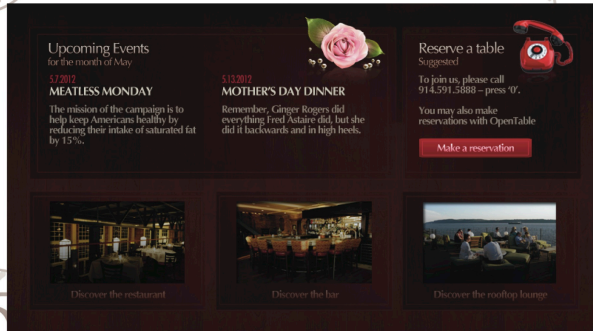 Upcoming Events
for the month of May
5.7.2012
MEATLESS MONDAY
The mission of the campaign is to
help keep Americans healthy by
reducing their intake of saturated fat
by 15%.
5.13.2012
MOTHER'S DAY DINNER
Remember, Ginger Rogers did
everything Fred Astaire did, but she
did it backwards and in high heels.
Reserve a table
Suggested
To join us, please call
914.591.5888 – press ‘0’.
You may also make
reservations with OpenTable
Make a reservation
Discover the restaurant
Discover the bar
Discover the rooftop lounge